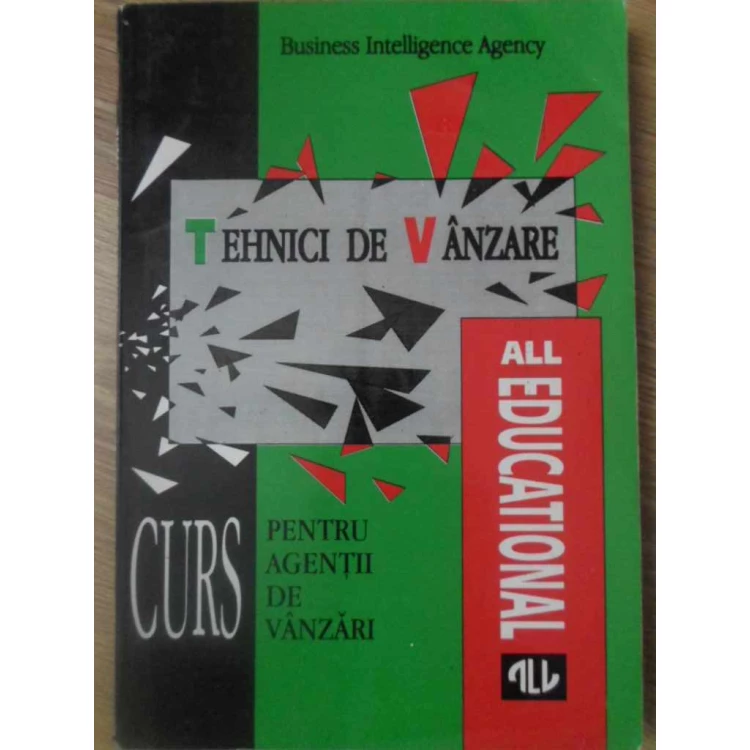 Business Intelligence Agency
TEHNICI DE VÂNZARE
ALL EDUCATIONAL
ALL
CURS
PENTRU
AGENȚII
DE
VÂNZĂRI